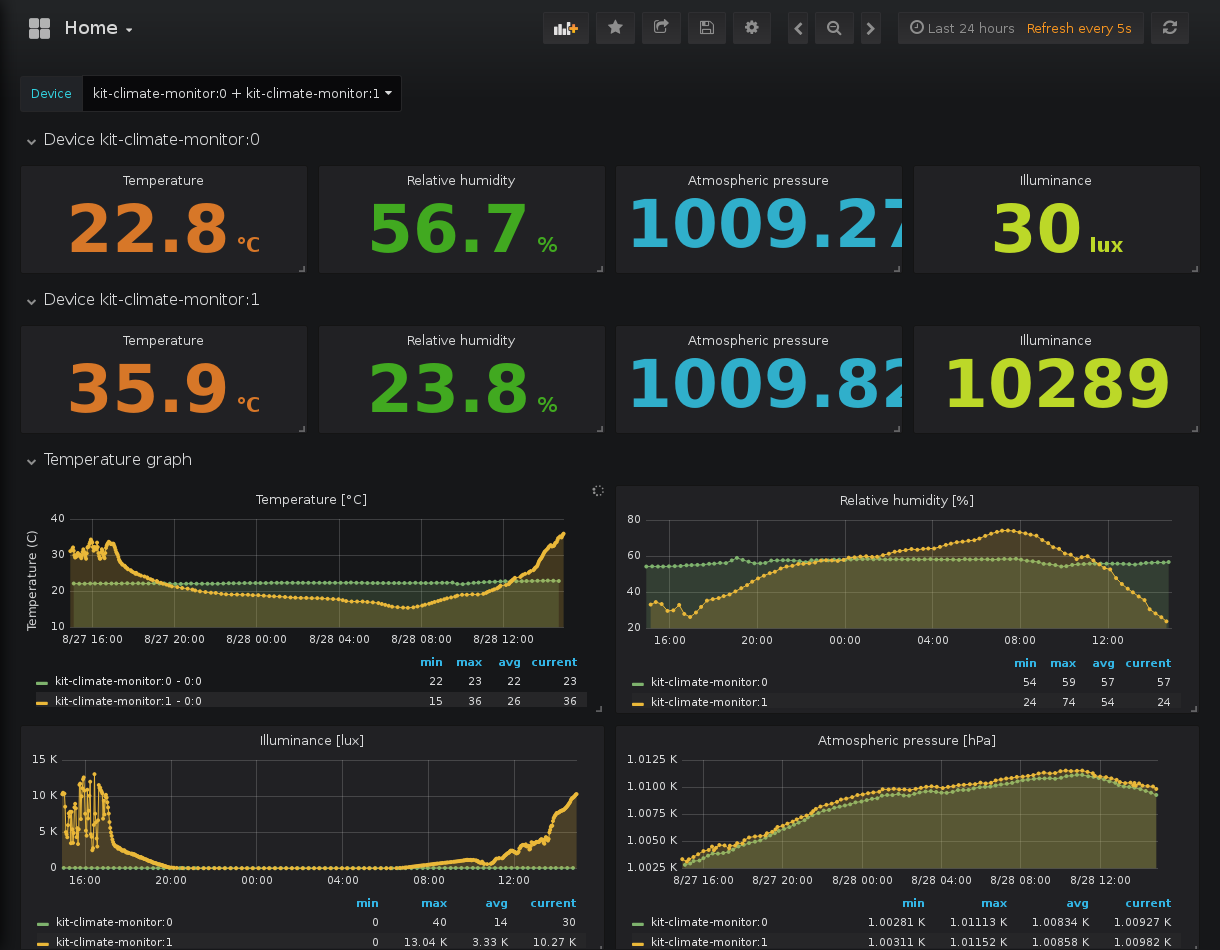 Home
Last 24 hours Refresh every 5s
Device kit-climate-monitor:0 + kit-climate-monitor:1
Device kit-climate-monitor:0
Temperature Relative humidity Atmospheric pressure Illuminance
22.8 °C 56.7 % 1009.27 30 lux
Device kit-climate-monitor:1
Temperature Relative humidity Atmospheric pressure Illuminance
35.9 °C 23.8 % 1009.82 10289
Temperature graph
Temperature [°C]
Temperature (C)
40
30
20
10
8/27 16:00 8/27 20:00 8/28 00:00 8/28 04:00 8/28 08:00 8/28 12:00
min max avg current
kit-climate-monitor:0 - 0:0 22 23 22 23
kit-climate-monitor:1 - 0:0 15 36 26 36
Relative humidity [%]
80
60
40
20
16:00 20:00 00:00 04:00 08:00 12:00
min max avg current
kit-climate-monitor:0 54 59 57 57
kit-climate-monitor:1 24 74 54 24
Illuminance [lux]
15 K
10 K
5 K
0
16:00 20:00 00:00 04:00 08:00 12:00
min max avg current
kit-climate-monitor:0 0 40 14 30
kit-climate-monitor:1 0 13.04 K 3.33 K 10.27 K
Atmospheric pressure [hPa]
1.0125 K
1.0100 K
1.0075 K
1.0050 K
1.0025 K
8/27 16:00 8/27 20:00 8/28 00:00 8/28 04:00 8/28 08:00 8/28 12:00
min max avg current
kit-climate-monitor:0 1.00281 K 1.01113 K 1.00834 K 1.00927 K
kit-climate-monitor:1 1.00311 K 1.01152 K 1.00858 K 1.00982 K